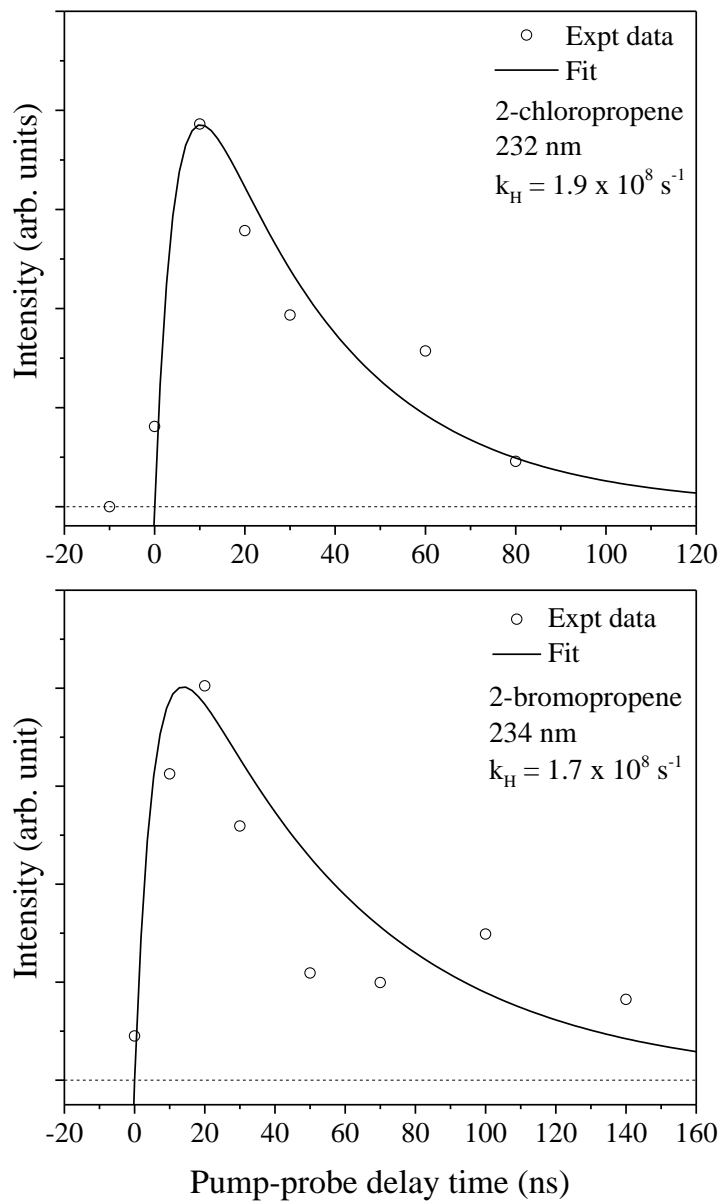 Expt data
Fit
2-chloropropene
232 nm
k_H = 1.9 x 10^8 s^-1
Intensity (arb. units)
-20 0 20 40 60 80 100 120
Expt data
Fit
2-bromopropene
234 nm
k_H = 1.7 x 10^8 s^-1
Intensity (arb. unit)
-20 0 20 40 60 80 100 120 140 160
Pump-probe delay time (ns)